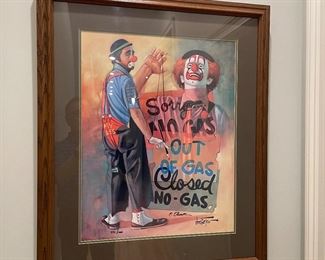 Sorry
NO GAS
OUT
OF GAS
Closed
NO-GAS